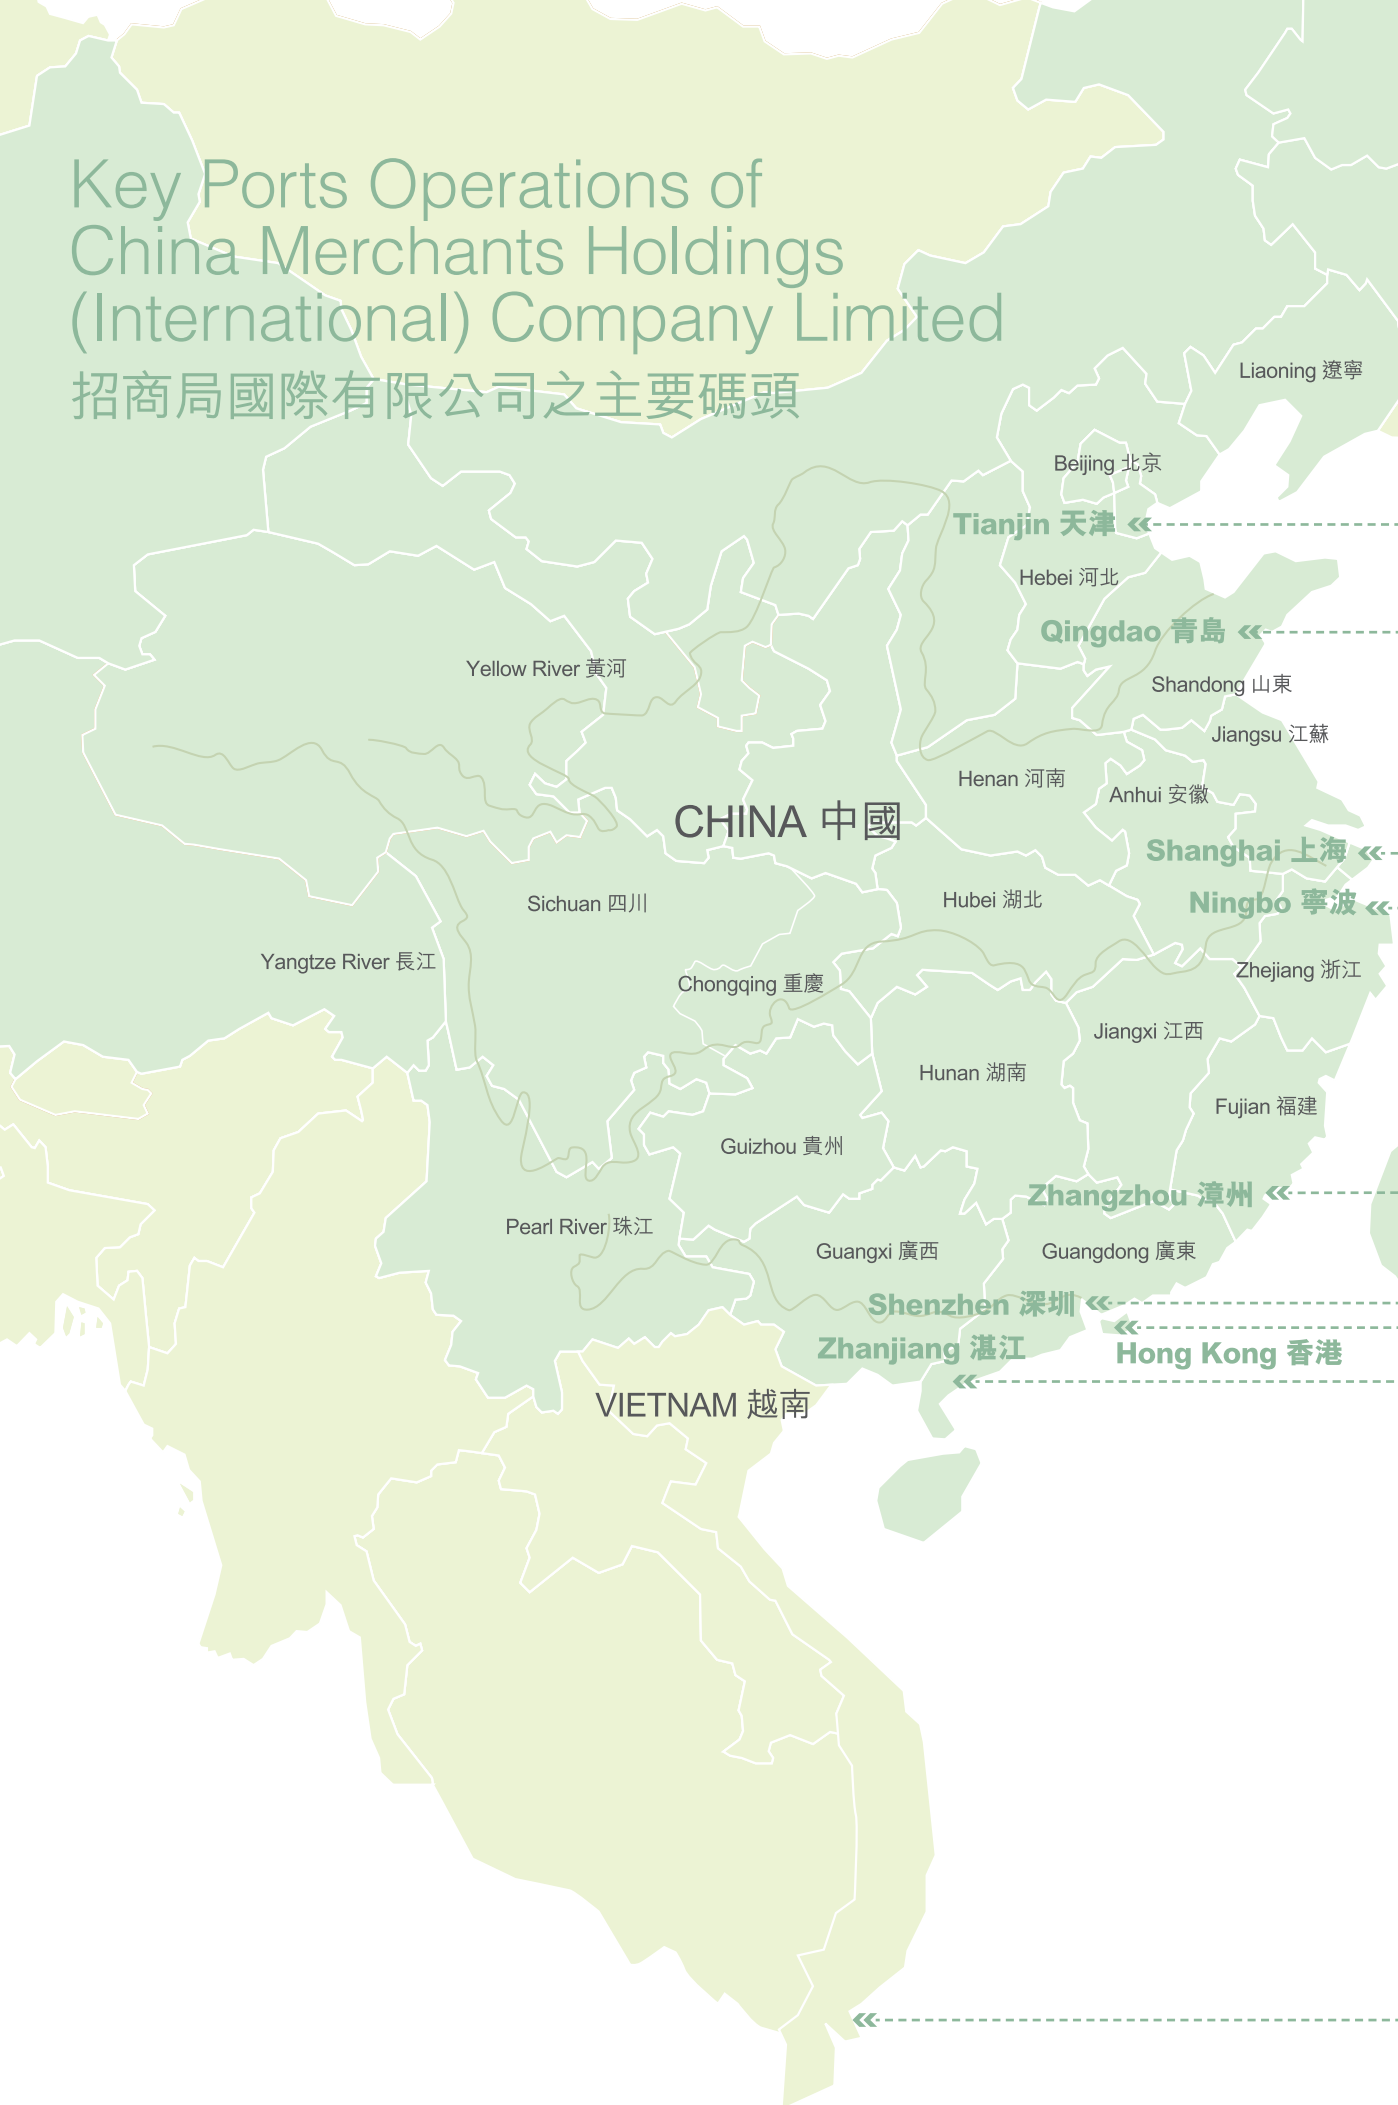 Key Ports Operations of
China Merchants Holdings
(International) Company Limited
招商局國際有限公司之主要碼頭
Liaoning 遼寧
Beijing 北京
Tianjin 天津
Hebei 河北
Qingdao 青島
Yellow River 黃河
Shandong 山東
Jiangsu 江蘇
Henan 河南
Anhui 安徽
CHINA 中國
Shanghai 上海
Sichuan 四川
Hubei 湖北
Ningbo 寧波
Yangtze River 長江
Zhejiang 浙江
Chongqing 重慶
Jiangxi 江西
Hunan 湖南
Fujian 福建
Guizhou 貴州
Zhangzhou 漳州
Pearl River 珠江
Guangxi 廣西
Guangdong 廣東
Shenzhen 深圳
Zhanjiang 湛江
Hong Kong 香港
VIETNAM 越南